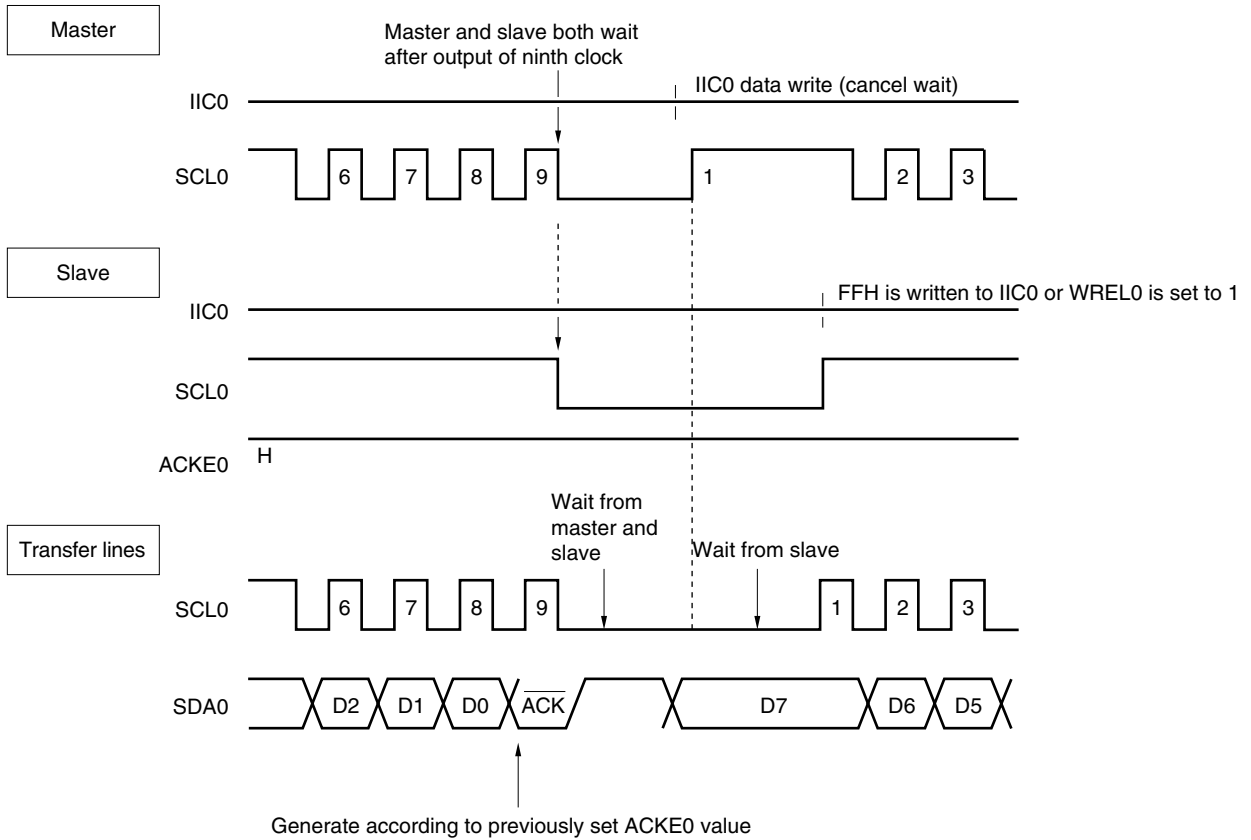 Master
Master and slave both wait
after output of ninth clock
IIC0 data write (cancel wait)
IIC0
SCL0
6 7 8 9 1 2 3
Slave
FFH is written to IIC0 or WREL0 is set to 1
IIC0
SCL0
ACKE0
H
Transfer lines
Wait from
master and
slave
Wait from slave
SCL0
6 7 8 9 1 2 3
SDA0
D2 D1 D0 ACK D7 D6 D5
Generate according to previously set ACKE0 value